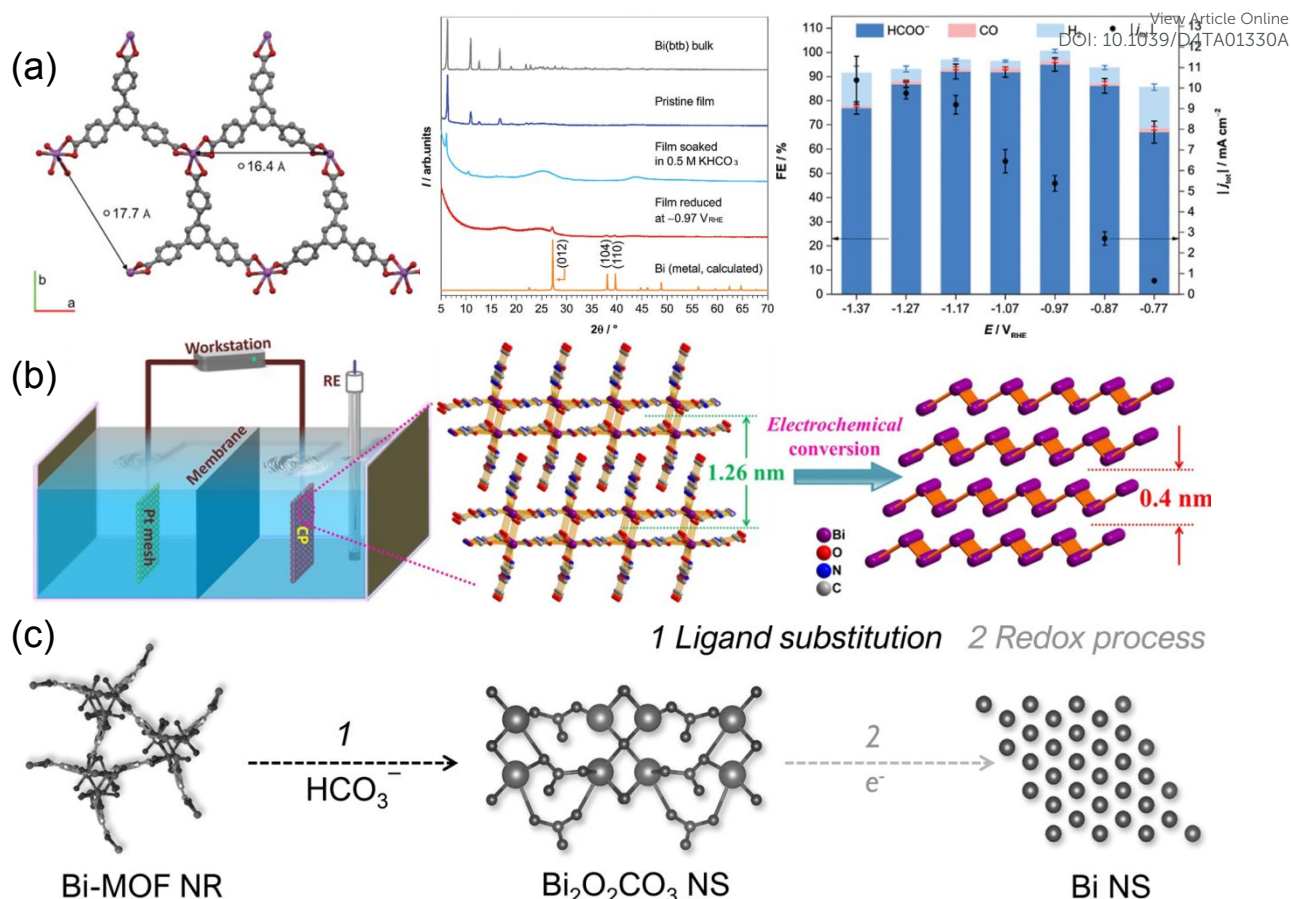 View Article Online
DOI: 10.1039/D4TA01330A
(a)
16.4 Å
17.7 Å
b
a
I / arb.units
Bi(btb) bulk
Pristine film
Film soaked
in 0.5 M KHCO₃
Film reduced
at −0.97 VRHE
(012)
(104)
(110)
Bi (metal, calculated)
5 10 15 20 25 30 35 40 45 50 55 60 65 70
2θ / °
HCOO⁻ CO H₂ |jtot|
FE / %
110
100
90
80
70
60
50
40
30
20
10
0
13
12
11
10
9
8
7
6
5
4
3
2
1
0
|jtot| / mA cm⁻²
-1.37 -1.27 -1.17 -1.07 -0.97 -0.87 -0.77
E / VRHE
(b)
Workstation
RE
Membrane
Pt mesh
CP
1.26 nm
Electrochemical
conversion
0.4 nm
Bi
O
N
C
(c)
1 Ligand substitution 2 Redox process
1
HCO₃⁻
2
e⁻
Bi-MOF NR
Bi₂O₂CO₃ NS
Bi NS